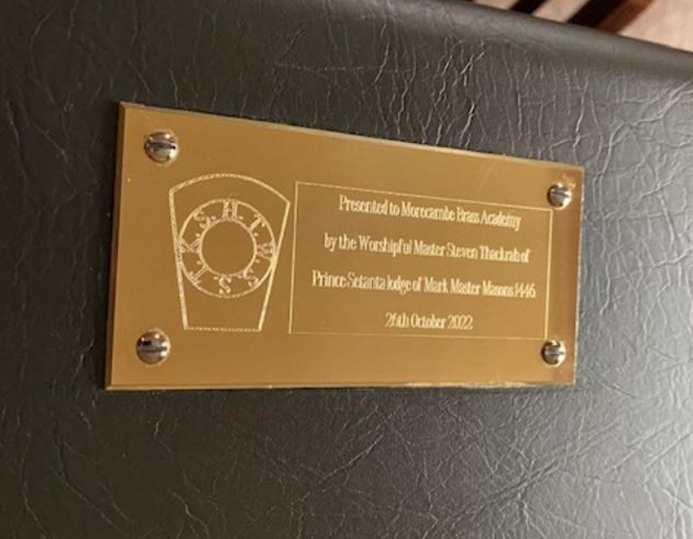 H.T.W.S.S.T.K.S.
Presented to Morecambe Brass Academy
by the Worshipful Master Steven Thackrah of
Prince Setanta lodge of Mark Master Masons 1446.
26th October 2022